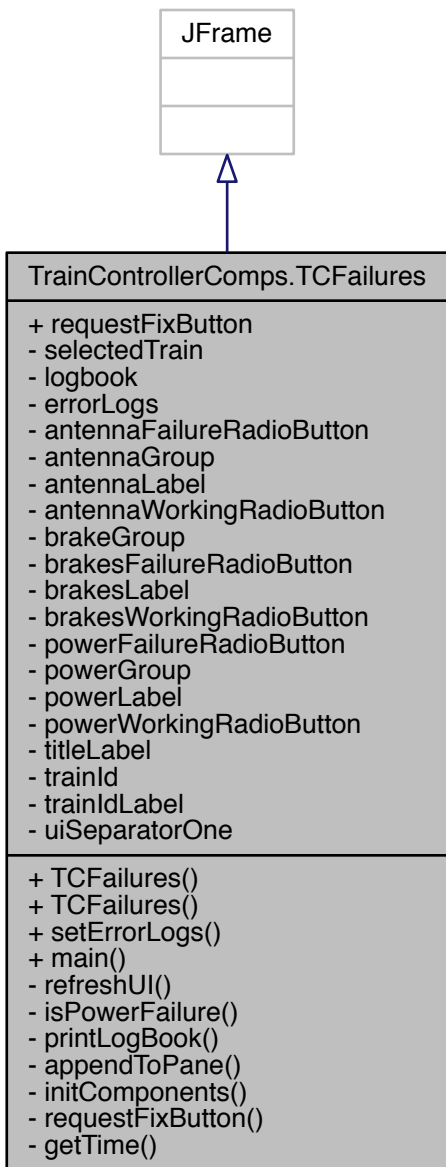 JFrame
TrainControllerComps.TCFailures
+ requestFixButton
- selectedTrain
- logbook
- errorLogs
- antennaFailureRadioButton
- antennaGroup
- antennaLabel
- antennaWorkingRadioButton
- brakeGroup
- brakesFailureRadioButton
- brakesLabel
- brakesWorkingRadioButton
- powerFailureRadioButton
- powerGroup
- powerLabel
- powerWorkingRadioButton
- titleLabel
- trainId
- trainIdLabel
- uiSeparatorOne
+ TCFailures()
+ TCFailures()
+ setErrorLogs()
+ main()
- refreshUI()
- isPowerFailure()
- printLogBook()
- appendToPane()
- initComponents()
- requestFixButton()
- getTime()